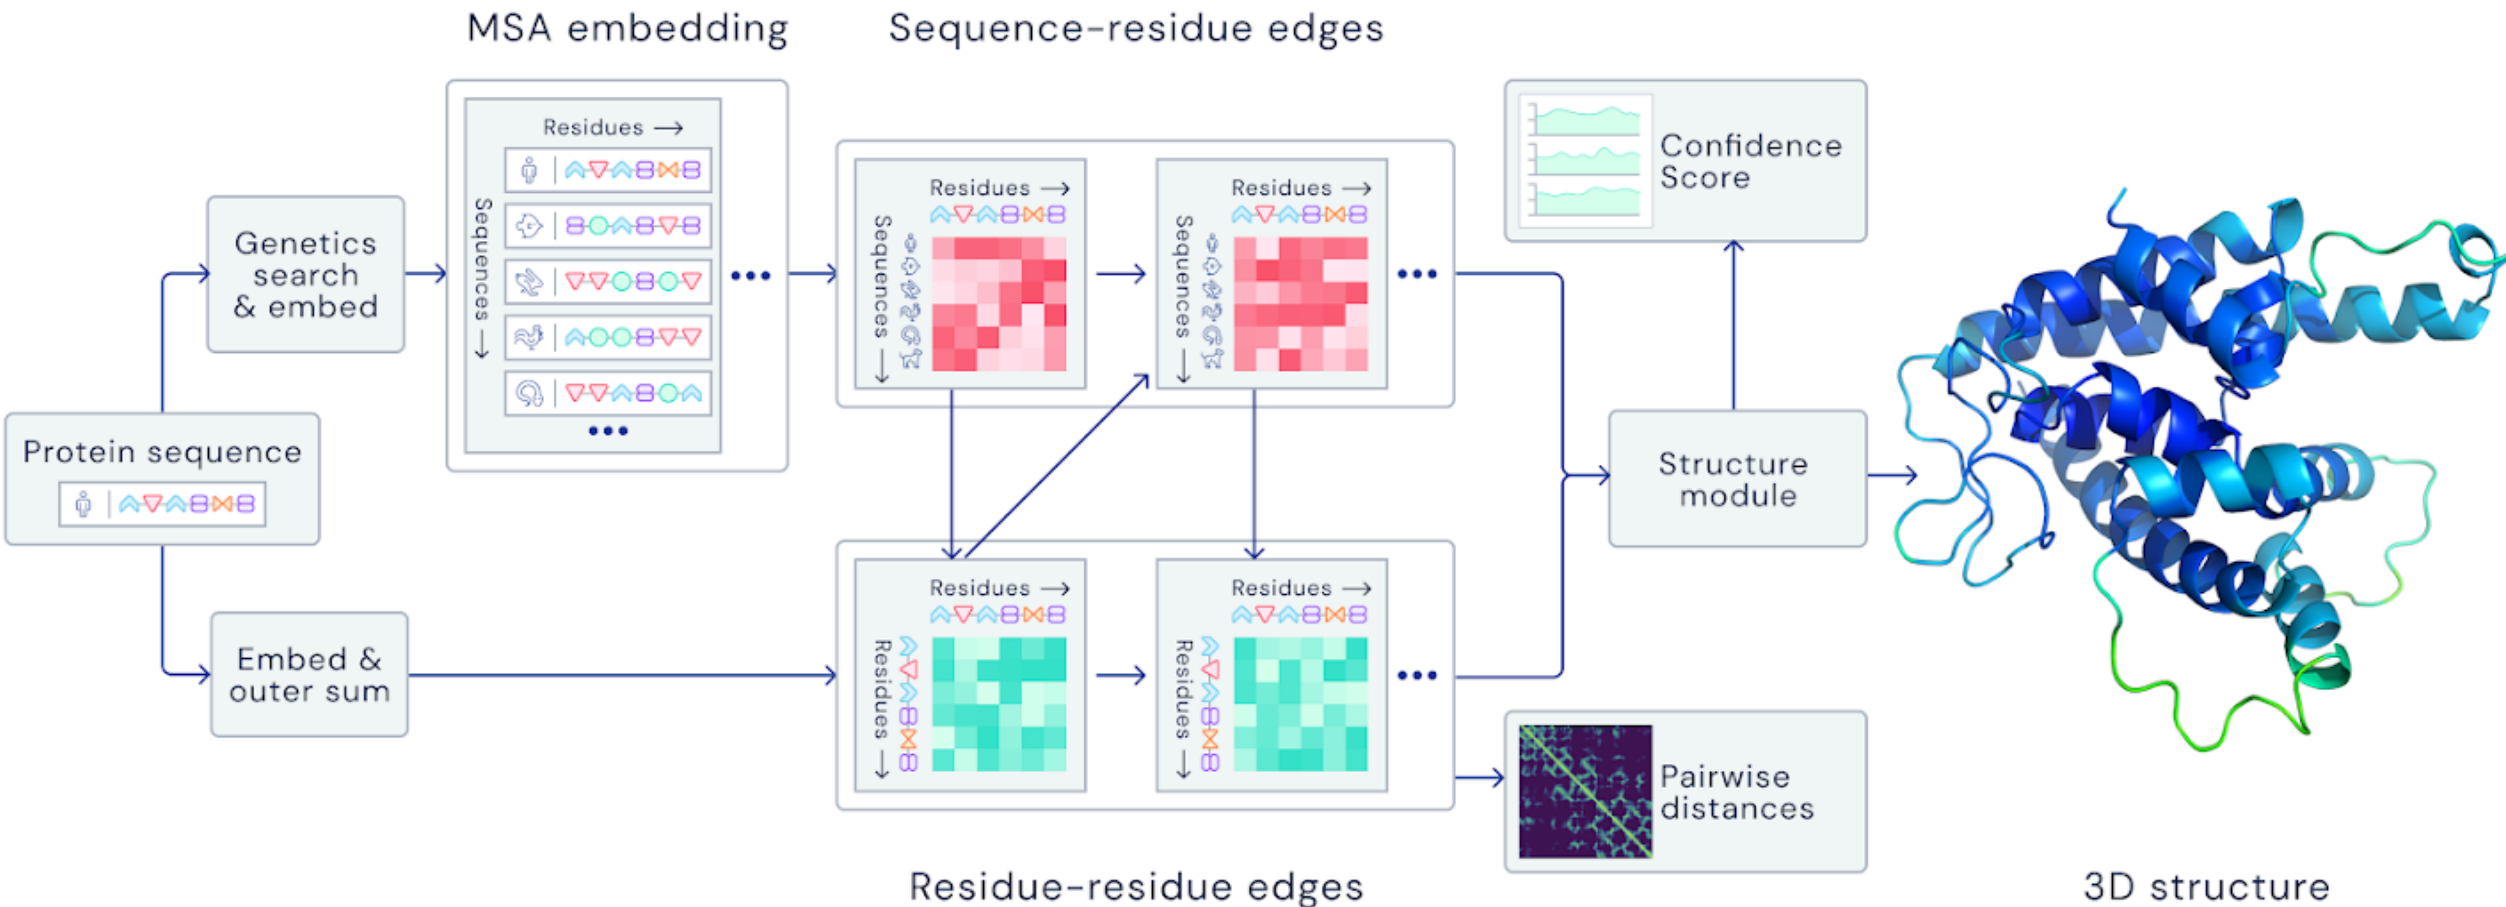 MSA embedding
Sequence-residue edges
Residues →
Sequences →
Genetics
search
& embed
Protein sequence
Embed &
outer sum
Residues →
Sequences →
Residues →
Sequences →
Residues →
Residues →
Residues →
Residues →
Confidence
Score
Structure
module
Pairwise
distances
Residue-residue edges
3D structure